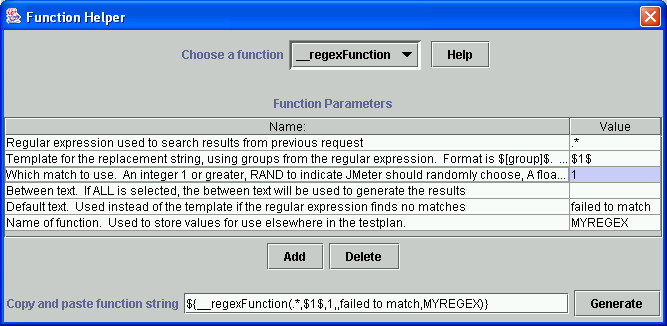 Function Helper
Choose a function __regexFunction Help
Function Parameters
Name: Value
Regular expression used to search results from previous request .*
Template for the replacement string, using groups from the regular expression. Format is $[group]$. ... $1$
Which match to use. An integer 1 or greater, RAND to indicate JMeter should randomly choose, A floa... 1
Between text. If ALL is selected, the between text will be used to generate the results
Default text. Used instead of the template if the regular expression finds no matches failed to match
Name of function. Used to store values for use elsewhere in the testplan. MYREGEX
Add Delete
Copy and paste function string ${__regexFunction(.*,$1$,1,,failed to match,MYREGEX)} Generate